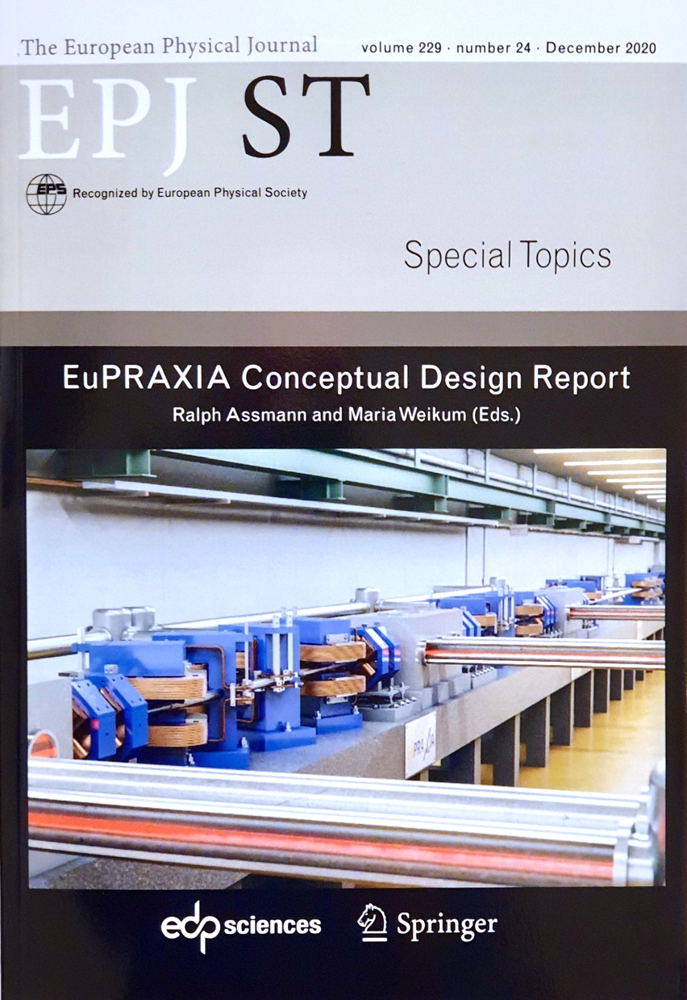 The European Physical Journal
volume 229 · number 24 · December 2020
EPJ ST
EPS
Recognized by European Physical Society
Special Topics
EuPRAXIA Conceptual Design Report
Ralph Assmann and Maria Weikum (Eds.)
EuPRAXIA
edp sciences
Springer